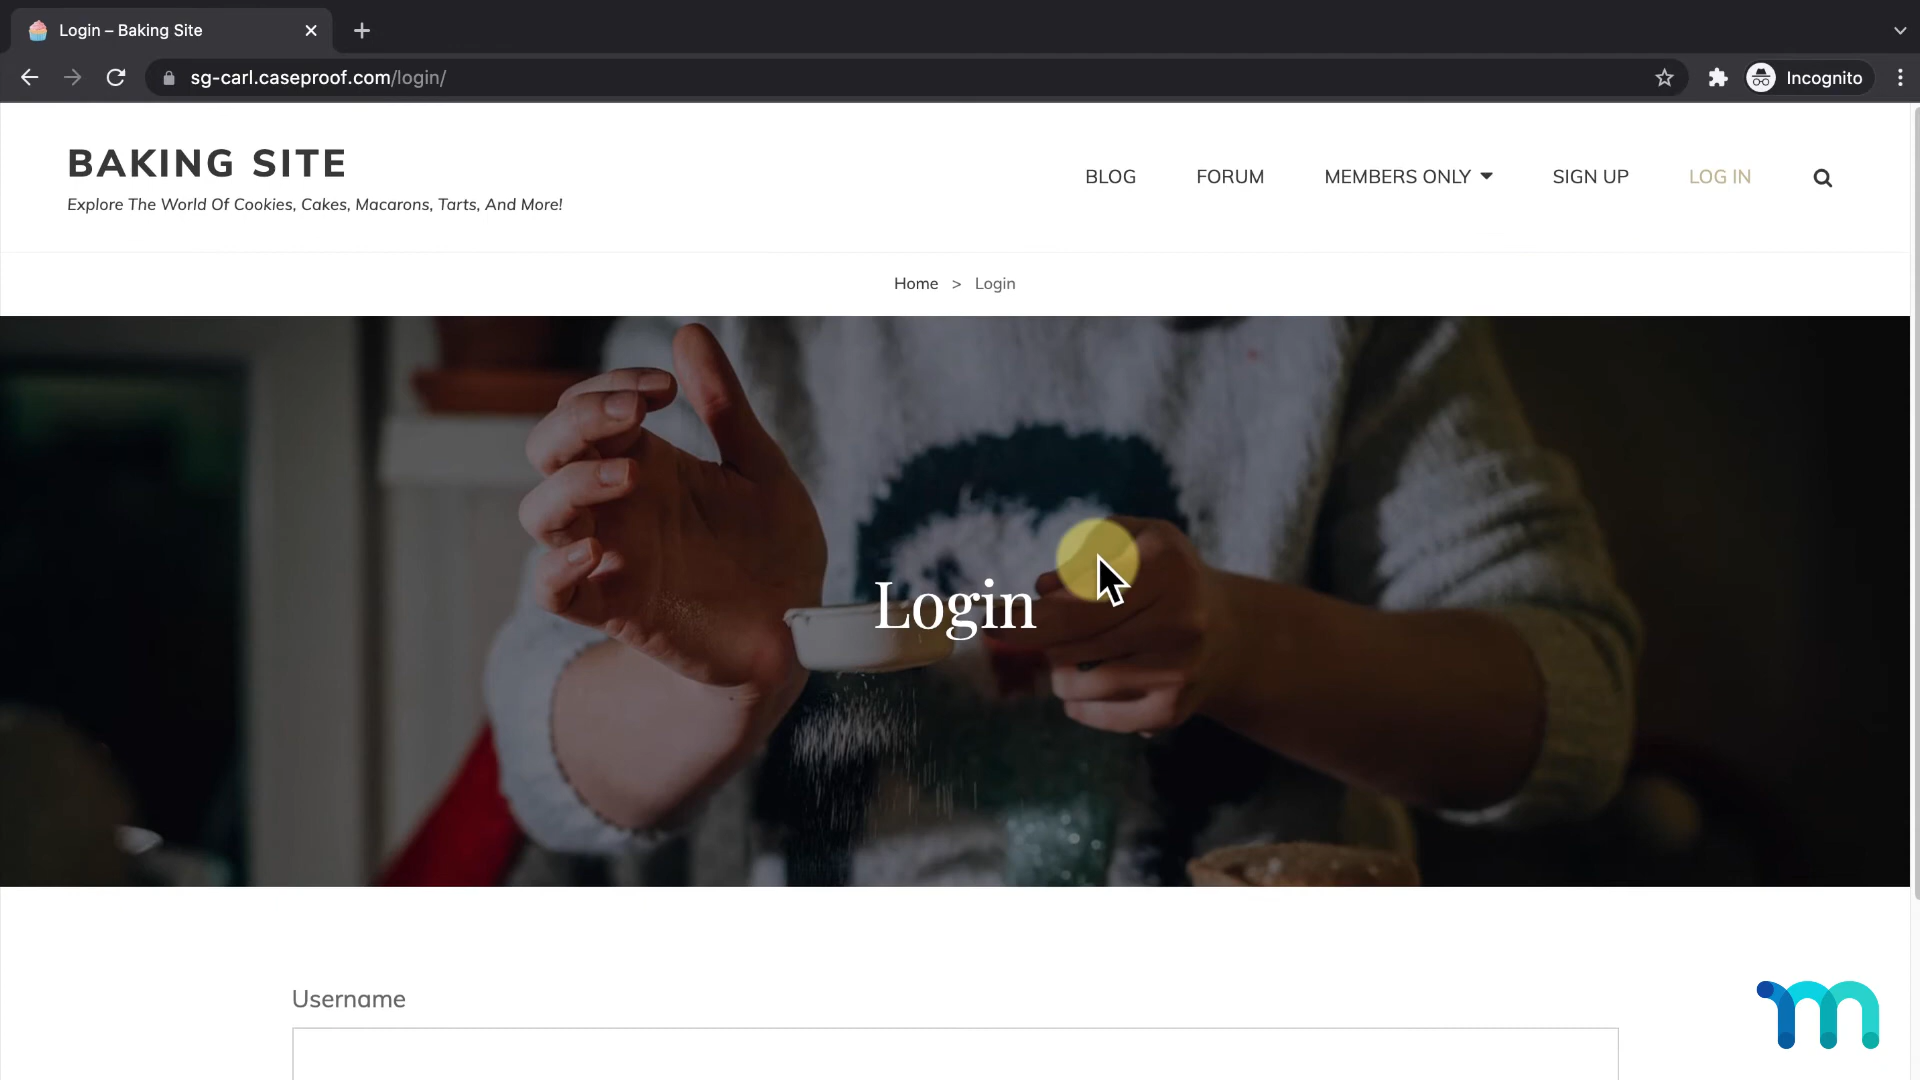 Login – Baking Site
sg-carl.caseproof.com/login/
Incognito
BAKING SITE
Explore The World Of Cookies, Cakes, Macarons, Tarts, And More!
BLOG
FORUM
MEMBERS ONLY
SIGN UP
LOG IN
Home > Login
Login
Username